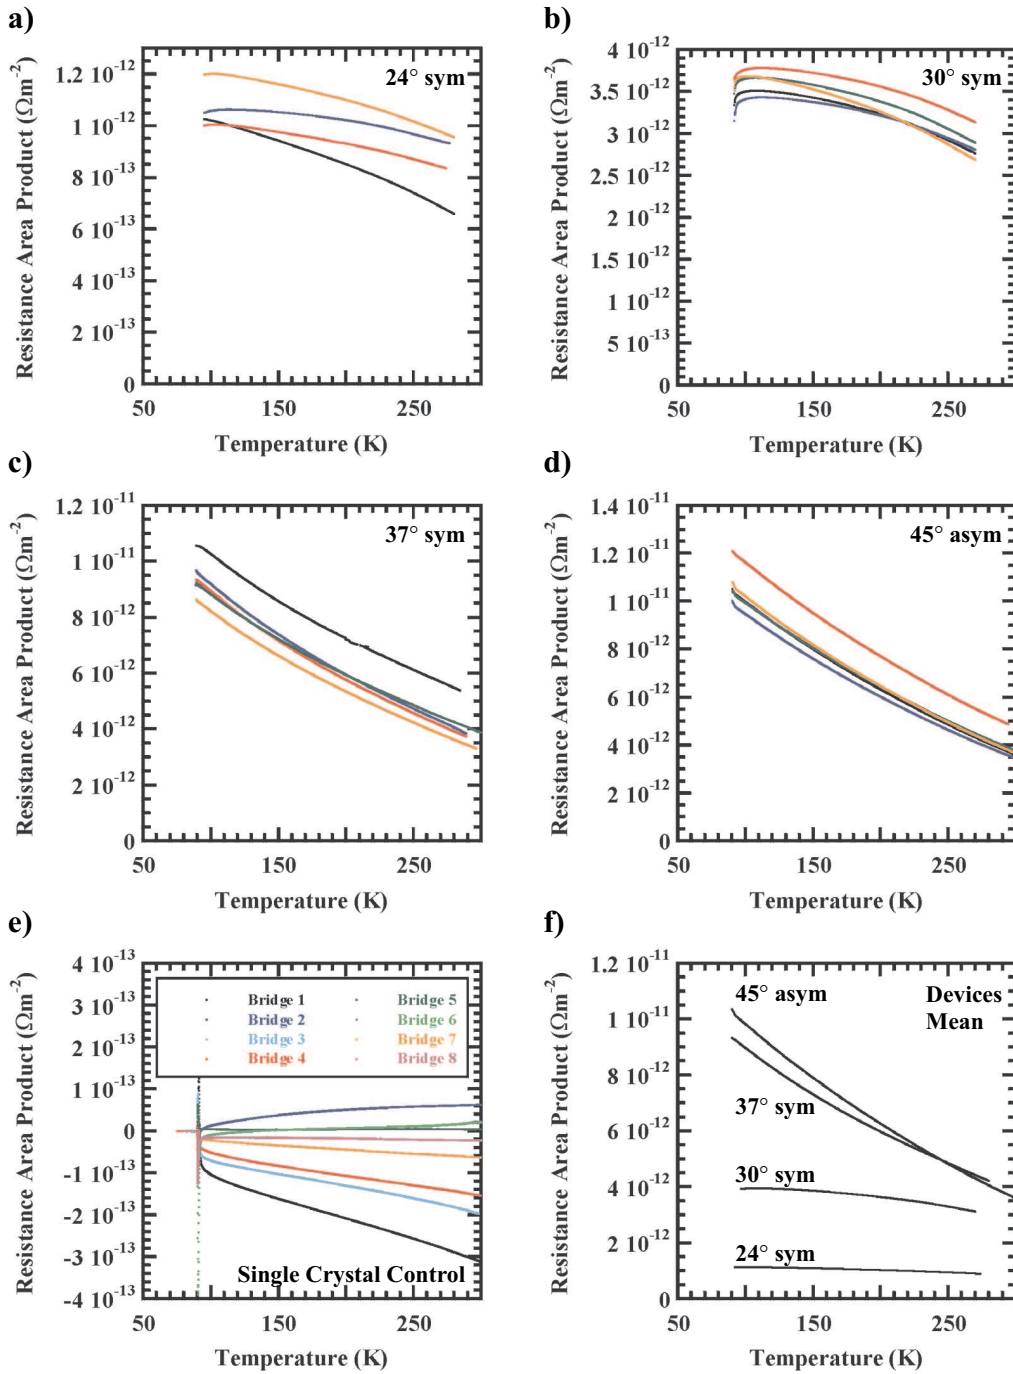 a)
Resistance Area Product (Ωm⁻²)
1.2 10⁻¹²
1 10⁻¹²
8 10⁻¹³
6 10⁻¹³
4 10⁻¹³
2 10⁻¹³
0
24° sym
50 150 250
Temperature (K)
b)
Resistance Area Product (Ωm⁻²)
4 10⁻¹²
3.5 10⁻¹²
3 10⁻¹²
2.5 10⁻¹²
2 10⁻¹²
1.5 10⁻¹²
1 10⁻¹²
5 10⁻¹³
0
30° sym
50 150 250
Temperature (K)
c)
Resistance Area Product (Ωm⁻²)
1.2 10⁻¹¹
1 10⁻¹¹
8 10⁻¹²
6 10⁻¹²
4 10⁻¹²
2 10⁻¹²
0
37° sym
50 150 250
Temperature (K)
d)
Resistance Area Product (Ωm⁻²)
1.4 10⁻¹¹
1.2 10⁻¹¹
1 10⁻¹¹
8 10⁻¹²
6 10⁻¹²
4 10⁻¹²
2 10⁻¹²
0
45° asym
50 150 250
Temperature (K)
e)
Resistance Area Product (Ωm⁻²)
4 10⁻¹³
3 10⁻¹³
2 10⁻¹³
1 10⁻¹³
0
-1 10⁻¹³
-2 10⁻¹³
-3 10⁻¹³
-4 10⁻¹³
Bridge 1
Bridge 2
Bridge 3
Bridge 4
Bridge 5
Bridge 6
Bridge 7
Bridge 8
Single Crystal Control
50 150 250
Temperature (K)
f)
Resistance Area Product (Ωm⁻²)
1.2 10⁻¹¹
1 10⁻¹¹
8 10⁻¹²
6 10⁻¹²
4 10⁻¹²
2 10⁻¹²
0
45° asym
Devices
Mean
37° sym
30° sym
24° sym
50 150 250
Temperature (K)